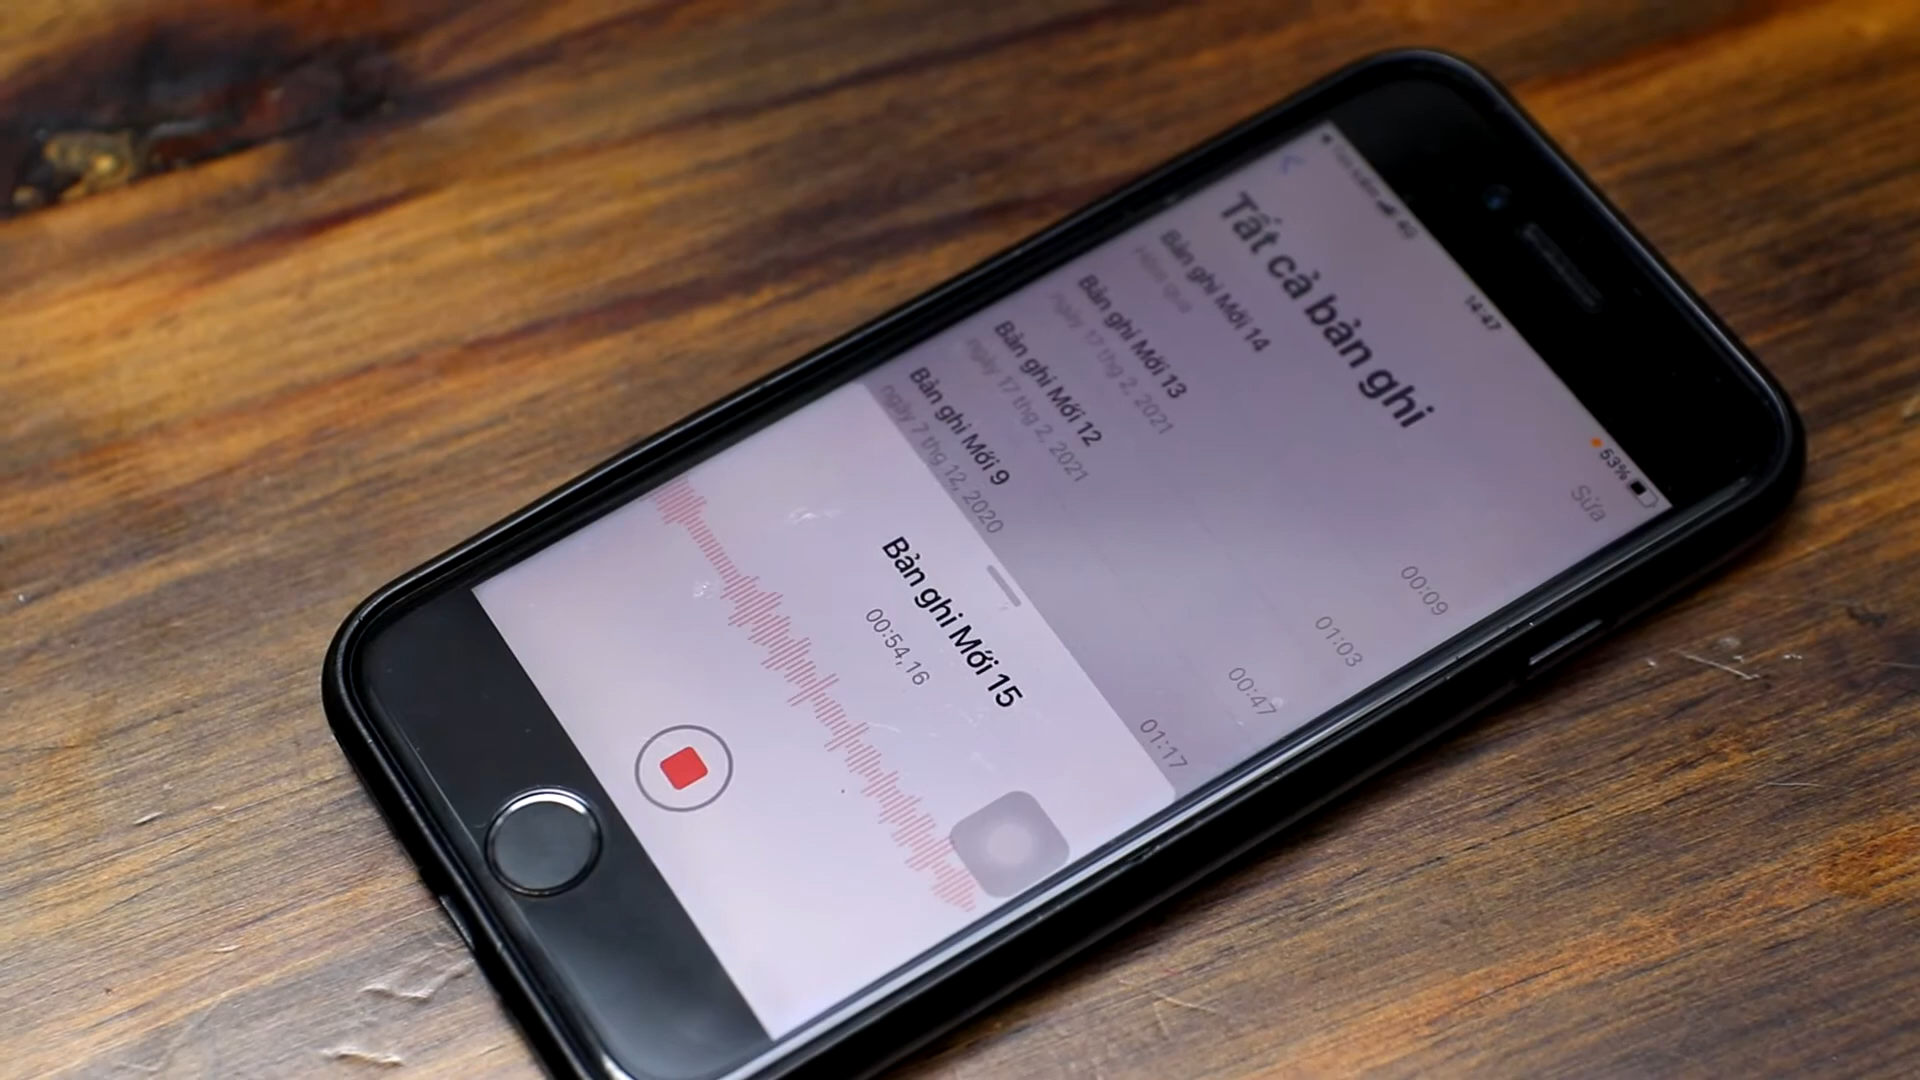 4G
14:47
53%
Sửa
Tất cả bản ghi
Bản ghi Mới 14
Hôm qua
00:09
Bản ghi Mới 13
ngày 17 thg 2, 2021
01:03
Bản ghi Mới 12
ngày 17 thg 2, 2021
00:47
Bản ghi Mới 9
ngày 7 thg 12, 2020
01:17
Bản ghi Mới 15
00:54,16